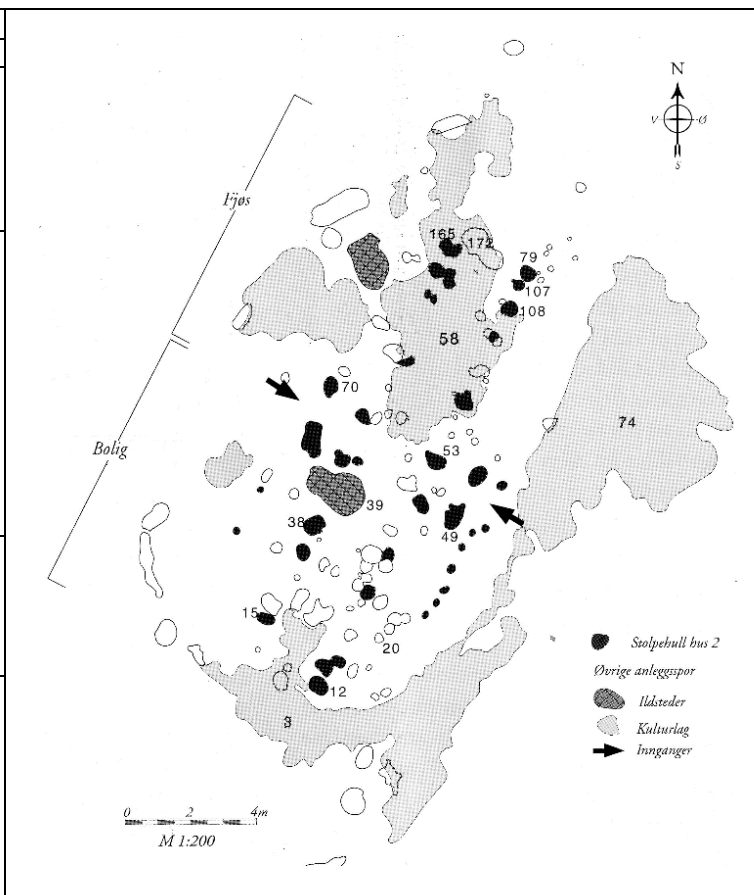 N
V
Ø
S
Fjøs
165
172
79
107
108
58
70
74
Bolig
53
39
38
49
15
20
12
3
Stolpehull hus 2
Øvrige anleggsspor
Ildsteder
Kulturlag
Innganger
0 2 4m
M 1:200